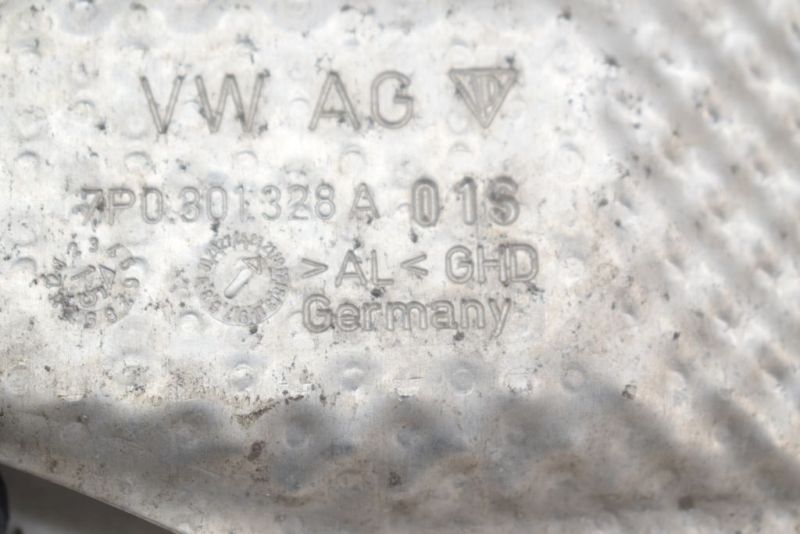 VW AG
7P0.301.328 A 01S
>AL< GHD
Germany